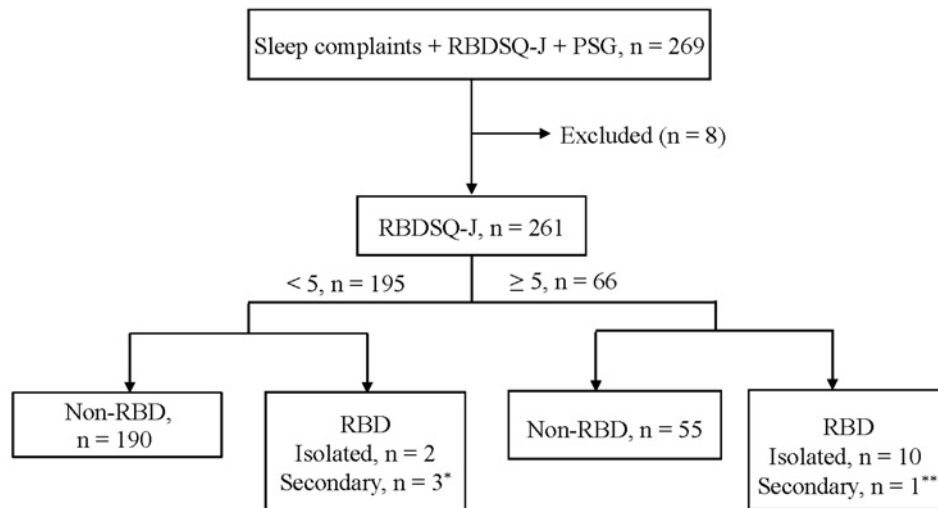 Sleep complaints + RBDSQ-J + PSG, n = 269
Excluded (n = 8)
RBDSQ-J, n = 261
< 5, n = 195
≥ 5, n = 66
Non-RBD,
n = 190
RBD
Isolated, n = 2
Secondary, n = 3*
Non-RBD, n = 55
RBD
Isolated, n = 10
Secondary, n = 1**